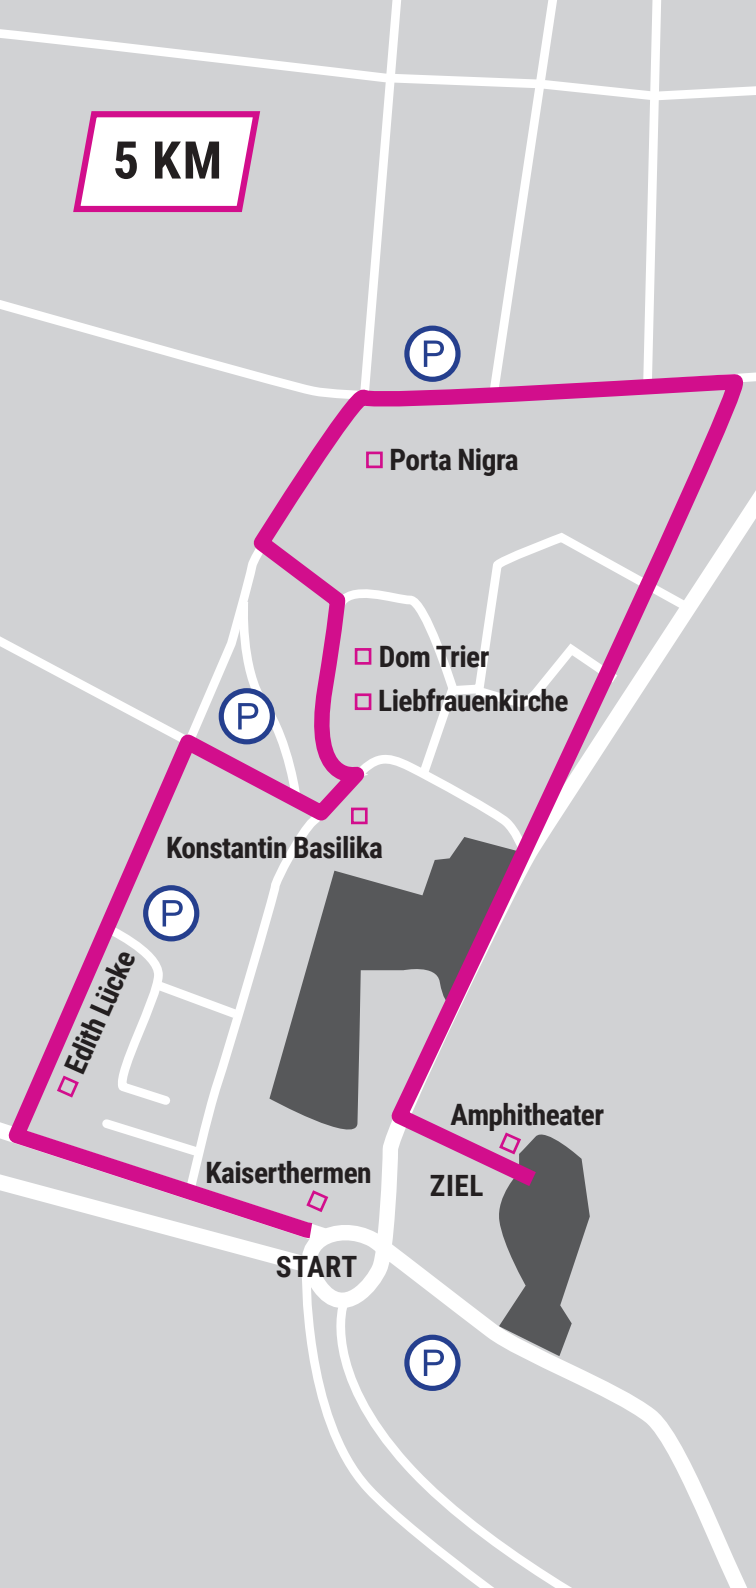 5 KM
P
Porta Nigra
Dom Trier
Liebfrauenkirche
P
Konstantin Basilika
P
Edith Lücke
Amphitheater
Kaiserthermen
ZIEL
START
P